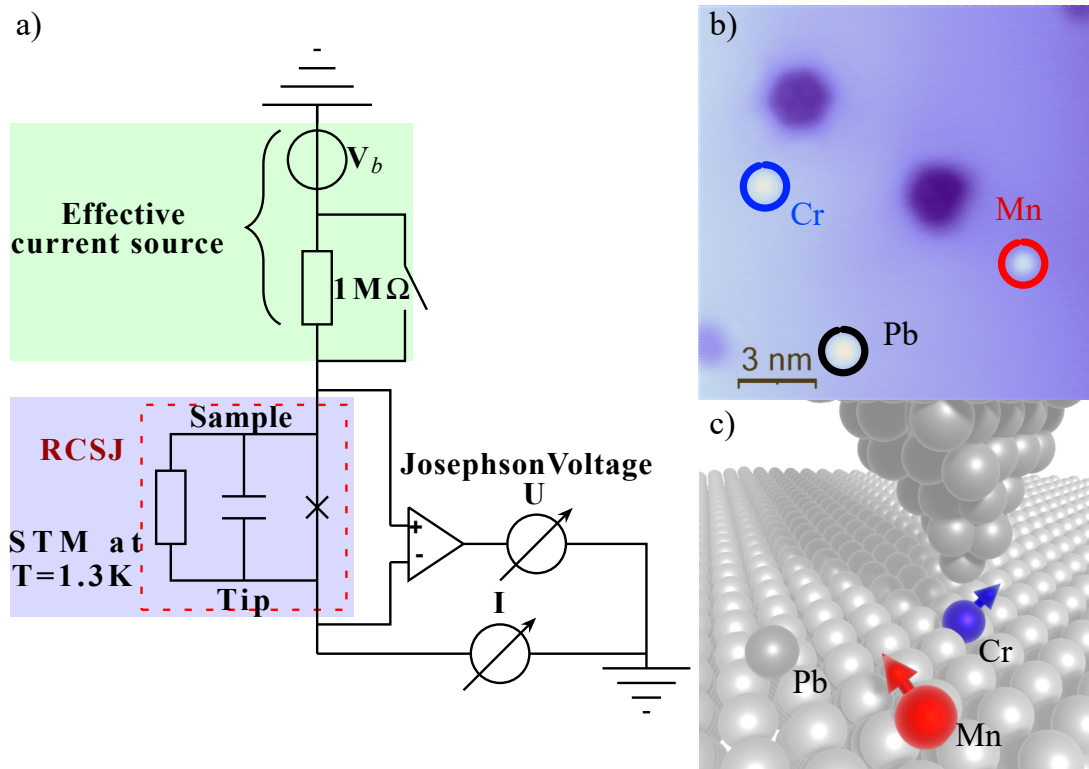 a)
-
V_b
Effective
current source
1MΩ
Sample
RCSJ
STM at
T=1.3K
Tip
JosephsonVoltage
U
+
-
I
-
b)
Cr
Mn
Pb
3 nm
c)
Cr
Pb
Mn